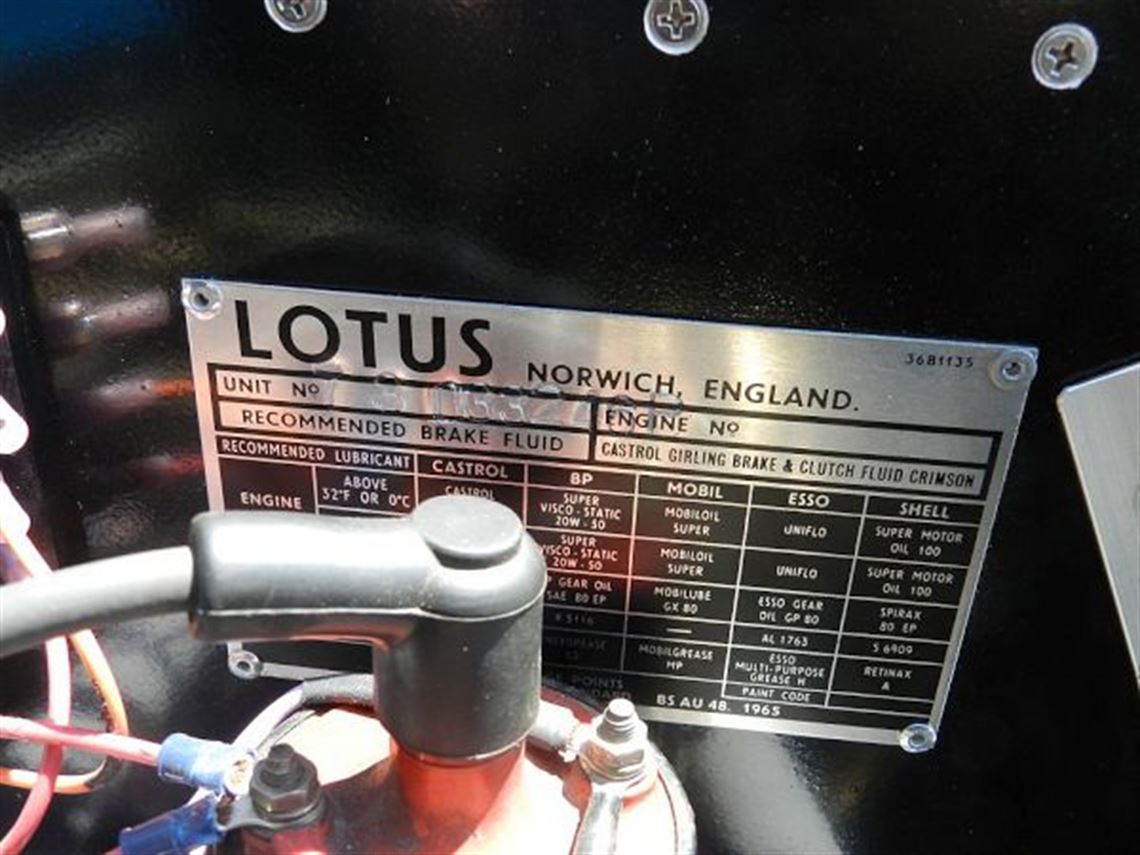 LOTUS NORWICH, ENGLAND.
3681135
UNIT Nº
ENGINE Nº
RECOMMENDED BRAKE FLUID CASTROL GIRLING BRAKE & CLUTCH FLUID CRIMSON
RECOMMENDED LUBRICANT CASTROL BP MOBIL ESSO SHELL
ENGINE ABOVE 32°F OR 0°C CASTROL SUPER VISCO-STATIC 20W-50 MOBILOIL SUPER UNIFLO SUPER MOTOR OIL 100
SUPER VISCO-STATIC 20W-50 MOBILOIL SUPER UNIFLO SUPER MOTOR OIL 100
GEAR OIL SAE 80 EP MOBILUBE GX 80 ESSO GEAR OIL GP 80 SPIRAX 80 EP
— AL 1763 S 6909
MOBILGREASE MP ESSO MULTI-PURPOSE GREASE H RETINAX A
POINTS PAINT CODE
BS AU 48. 1965